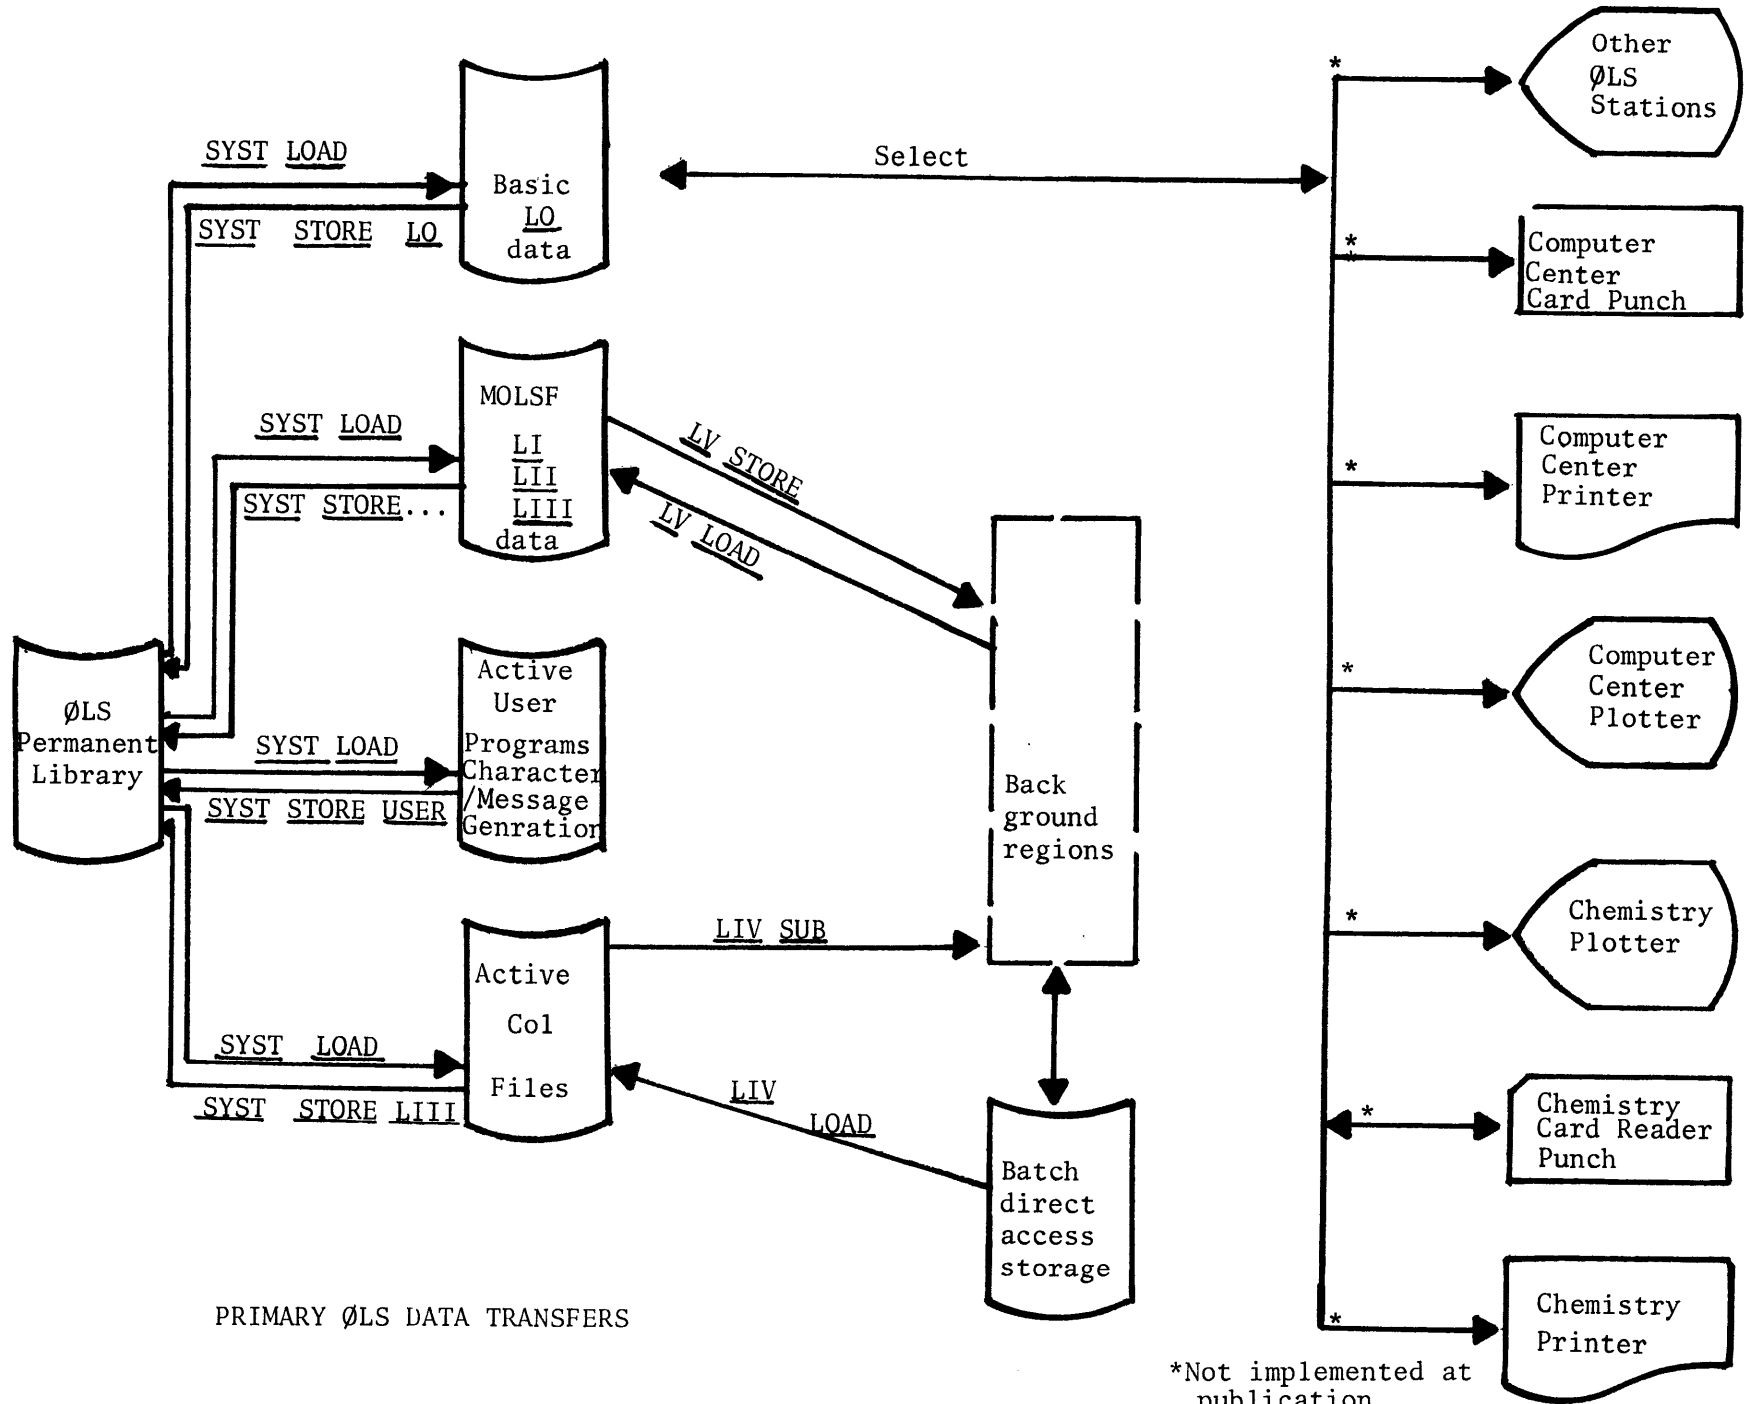 SYST LOAD
SYST STORE LO
Basic
LO
data
Select
*
Other
ØLS
Stations
*
*
Computer
Center
Card Punch
SYST LOAD
SYST STORE...
MOLSF
LI
LII
LIII
data
LV STORE
LV LOAD
*
Computer
Center
Printer
ØLS
Permanent
Library
SYST LOAD
SYST STORE USER
Active
User
Programs
Character
/Message
Genration
Back
ground
regions
*
Computer
Center
Plotter
*
Chemistry
Plotter
SYST LOAD
SYST STORE LIII
Active
Col
Files
LIV SUB
LIV
LOAD
Batch
direct
access
storage
*
Chemistry
Card Reader
Punch
*
Chemistry
Printer
PRIMARY ØLS DATA TRANSFERS
*Not implemented at
publication